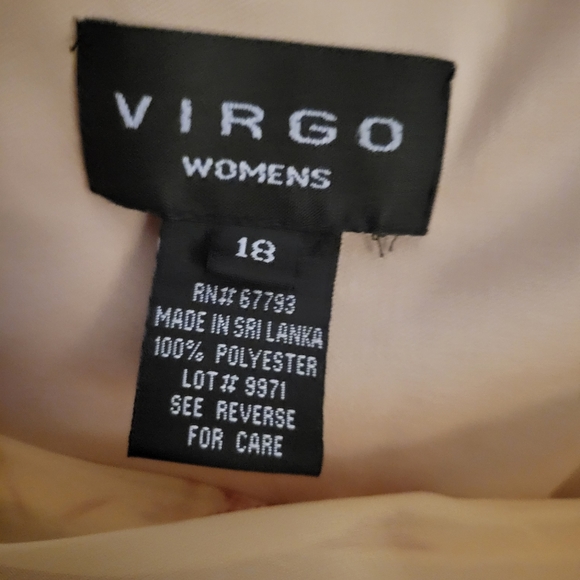 VIRGO
WOMENS
18
RN# 67793
MADE IN SRI LANKA
100% POLYESTER
LOT # 9971
SEE REVERSE
FOR CARE